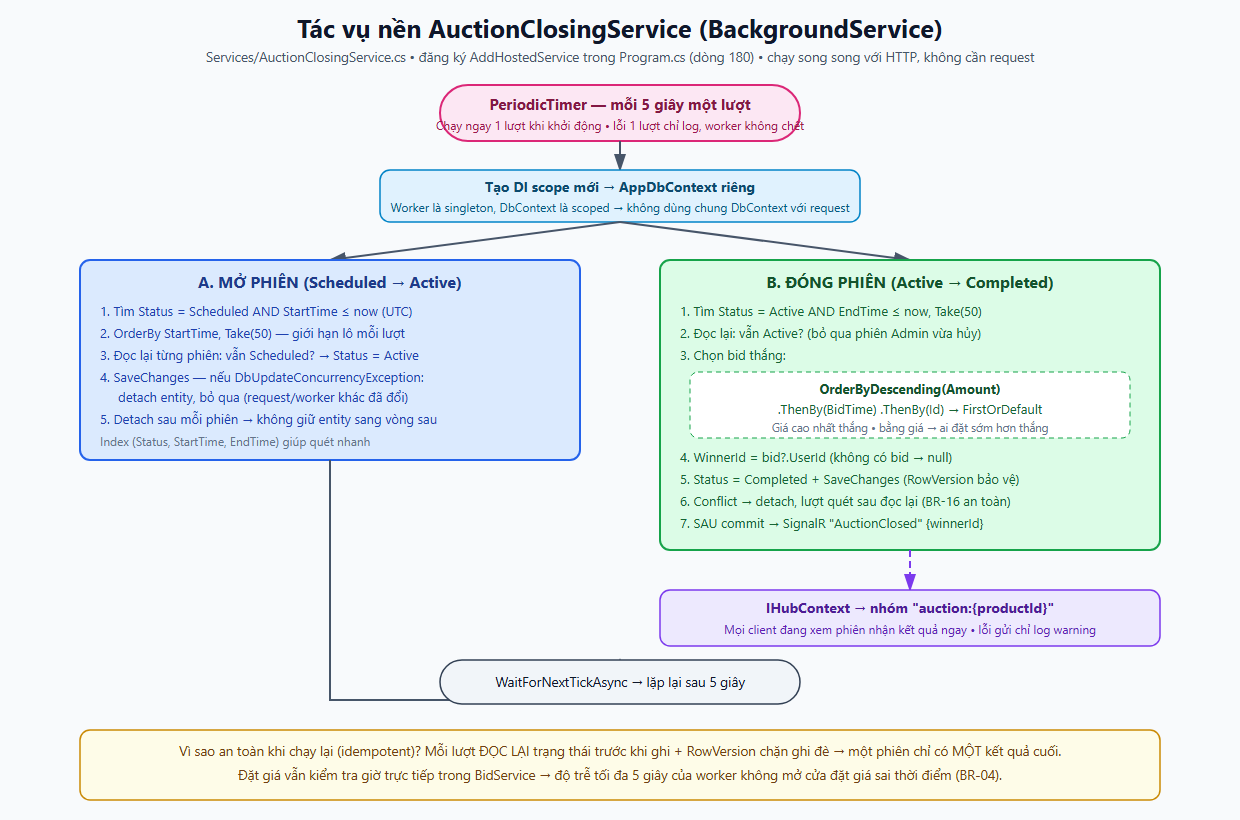 Tác vụ nền AuctionClosingService (BackgroundService)
Services/AuctionClosingService.cs • đăng ký AddHostedService trong Program.cs (dòng 180) • chạy song song với HTTP, không cần request
PeriodicTimer — mỗi 5 giây một lượt
Chạy ngay 1 lượt khi khởi động • lỗi 1 lượt chỉ log, worker không chết
Tạo DI scope mới → AppDbContext riêng
Worker là singleton, DbContext là scoped → không dùng chung DbContext với request
A. MỞ PHIÊN (Scheduled → Active)
1. Tìm Status = Scheduled AND StartTime ≤ now (UTC)
2. OrderBy StartTime, Take(50) — giới hạn lô mỗi lượt
3. Đọc lại từng phiên: vẫn Scheduled? → Status = Active
4. SaveChanges — nếu DbUpdateConcurrencyException:
detach entity, bỏ qua (request/worker khác đã đổi)
5. Detach sau mỗi phiên → không giữ entity sang vòng sau
Index (Status, StartTime, EndTime) giúp quét nhanh
B. ĐÓNG PHIÊN (Active → Completed)
1. Tìm Status = Active AND EndTime ≤ now, Take(50)
2. Đọc lại: vẫn Active? (bỏ qua phiên Admin vừa hủy)
3. Chọn bid thắng:
OrderByDescending(Amount)
.ThenBy(BidTime) .ThenBy(Id) → FirstOrDefault
Giá cao nhất thắng • bằng giá → ai đặt sớm hơn thắng
4. WinnerId = bid?.UserId (không có bid → null)
5. Status = Completed + SaveChanges (RowVersion bảo vệ)
6. Conflict → detach, lượt quét sau đọc lại (BR-16 an toàn)
7. SAU commit → SignalR "AuctionClosed" {winnerId}
IHubContext → nhóm "auction:{productId}"
Mọi client đang xem phiên nhận kết quả ngay • lỗi gửi chỉ log warning
WaitForNextTickAsync → lặp lại sau 5 giây
Vì sao an toàn khi chạy lại (idempotent)? Mỗi lượt ĐỌC LẠI trạng thái trước khi ghi + RowVersion chặn ghi đè → một phiên chỉ có MỘT kết quả cuối.
Đặt giá vẫn kiểm tra giờ trực tiếp trong BidService → độ trễ tối đa 5 giây của worker không mở cửa đặt giá sai thời điểm (BR-04).